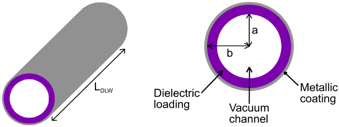 L_DLW
a
b
Dielectric
loading
Vacuum
channel
Metallic
coating